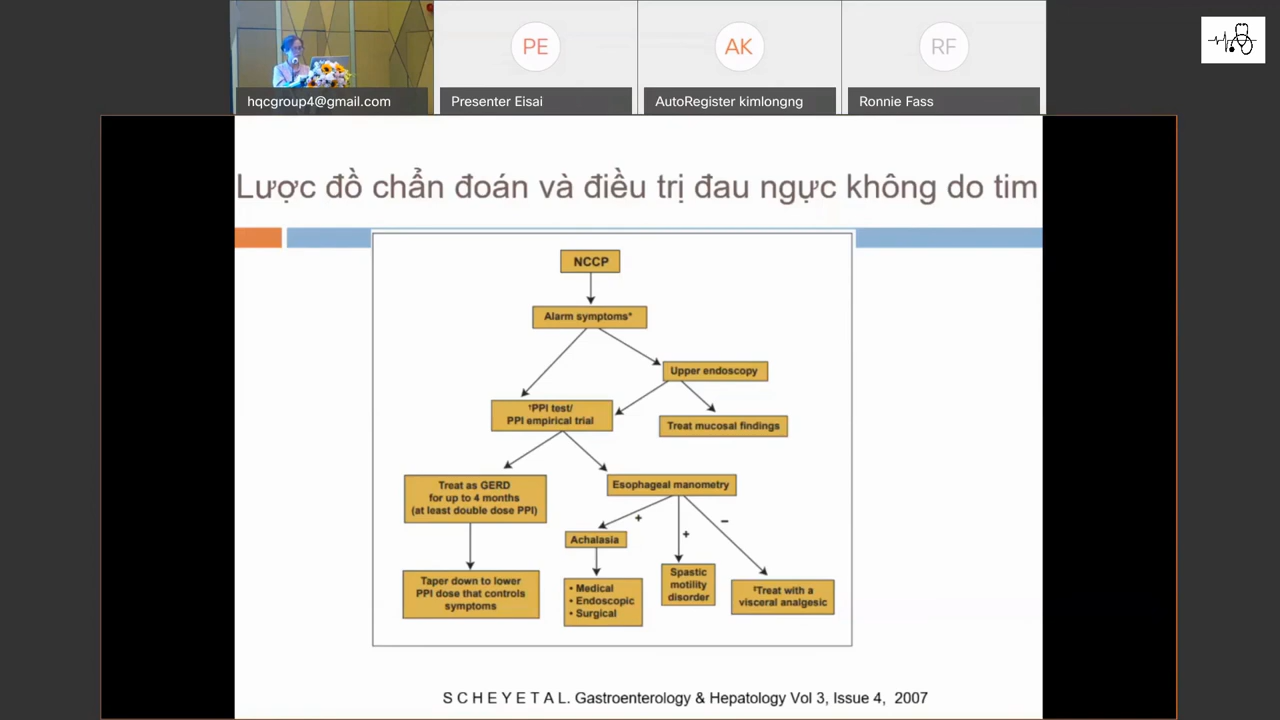 hqcgroup4@gmail.com
PE
Presenter Eisai
AK
AutoRegister kimlongng
RF
Ronnie Fass
Lược đồ chẩn đoán và điều trị đau ngực không do tim
NCCP
Alarm symptoms*
Upper endoscopy
†PPI test/
PPI empirical trial
Treat mucosal findings
Treat as GERD
for up to 4 months
(at least double dose PPI)
Esophageal manometry
+
+
–
Achalasia
Taper down to lower
PPI dose that controls
symptoms
• Medical
• Endoscopic
• Surgical
Spastic
motility
disorder
‡Treat with a
visceral analgesic
S C H E Y E T A L. Gastroenterology & Hepatology Vol 3, Issue 4, 2007